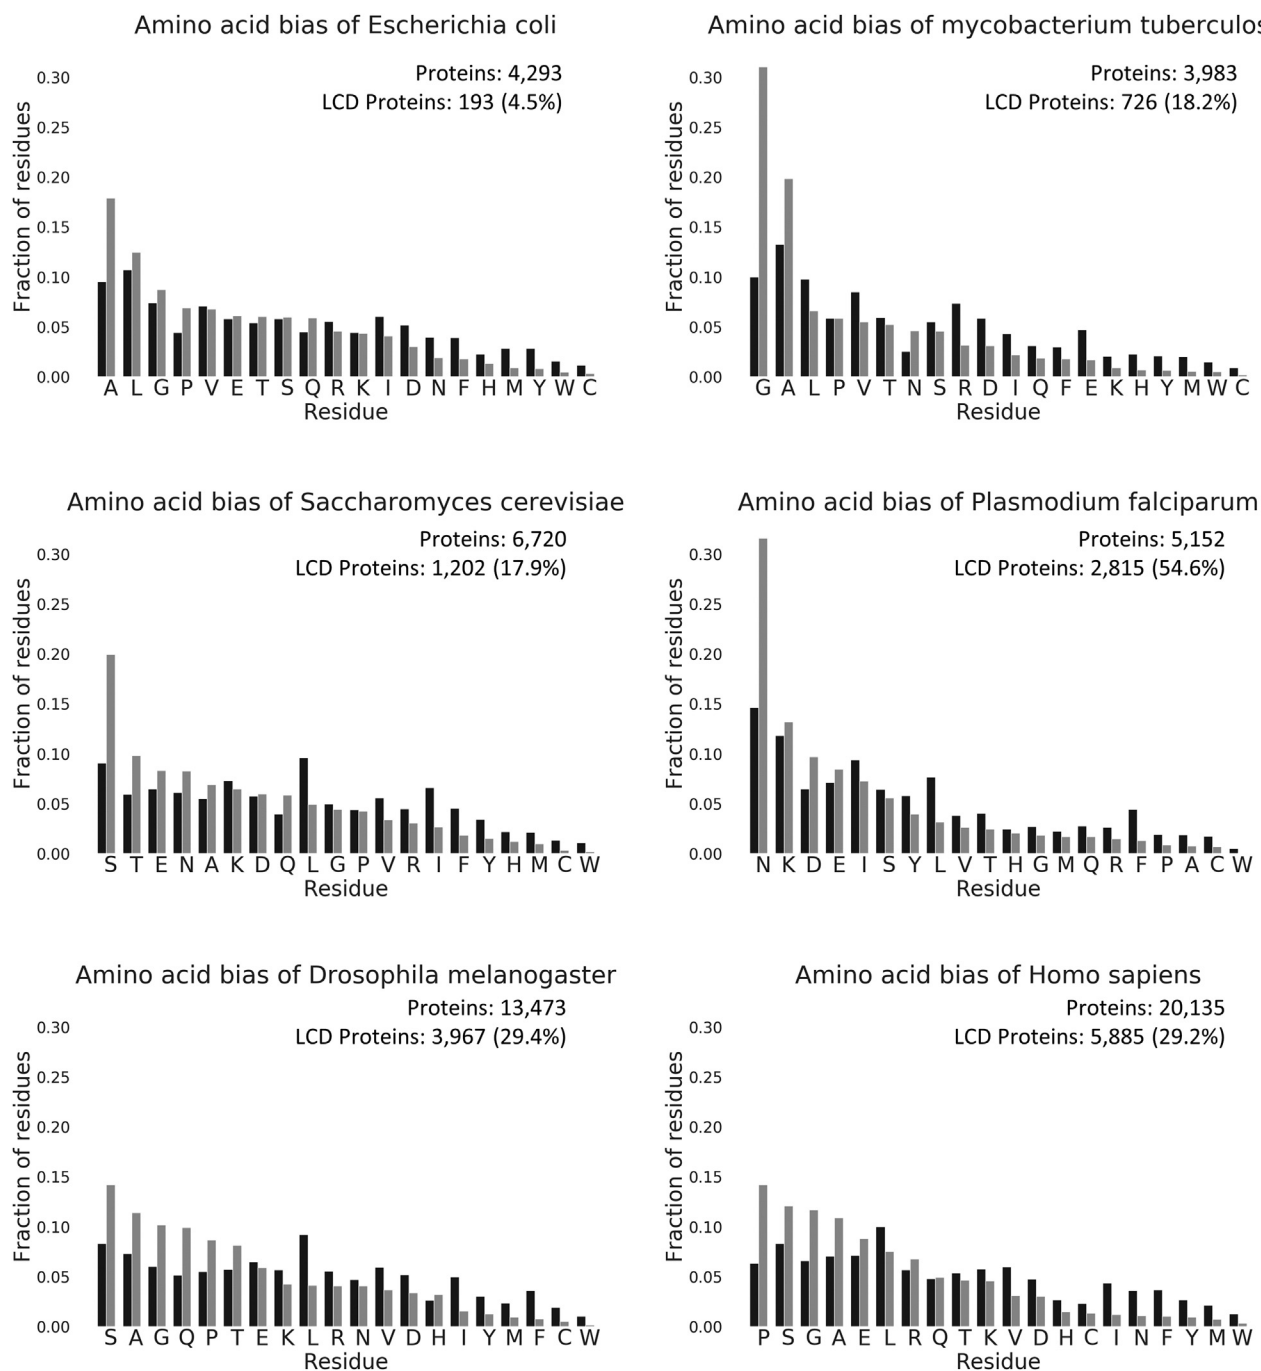 Amino acid bias of Escherichia coli
Proteins: 4,293
LCD Proteins: 193 (4.5%)
Fraction of residues
0.30
0.25
0.20
0.15
0.10
0.05
0.00
A L G P V E T S Q R K I D N F H M Y W C
Residue
Amino acid bias of mycobacterium tuberculos
Proteins: 3,983
LCD Proteins: 726 (18.2%)
Fraction of residues
0.30
0.25
0.20
0.15
0.10
0.05
0.00
G A L P V T N S R D I Q F E K H Y M W C
Residue
Amino acid bias of Saccharomyces cerevisiae
Proteins: 6,720
LCD Proteins: 1,202 (17.9%)
Fraction of residues
0.30
0.25
0.20
0.15
0.10
0.05
0.00
S T E N A K D Q L G P V R I F Y H M C W
Residue
Amino acid bias of Plasmodium falciparum
Proteins: 5,152
LCD Proteins: 2,815 (54.6%)
Fraction of residues
0.30
0.25
0.20
0.15
0.10
0.05
0.00
N K D E I S Y L V T H G M Q R F P A C W
Residue
Amino acid bias of Drosophila melanogaster
Proteins: 13,473
LCD Proteins: 3,967 (29.4%)
Fraction of residues
0.30
0.25
0.20
0.15
0.10
0.05
0.00
S A G Q P T E K L R N V D H I Y M F C W
Residue
Amino acid bias of Homo sapiens
Proteins: 20,135
LCD Proteins: 5,885 (29.2%)
Fraction of residues
0.30
0.25
0.20
0.15
0.10
0.05
0.00
P S G A E L R Q T K V D H C I N F Y M W
Residue